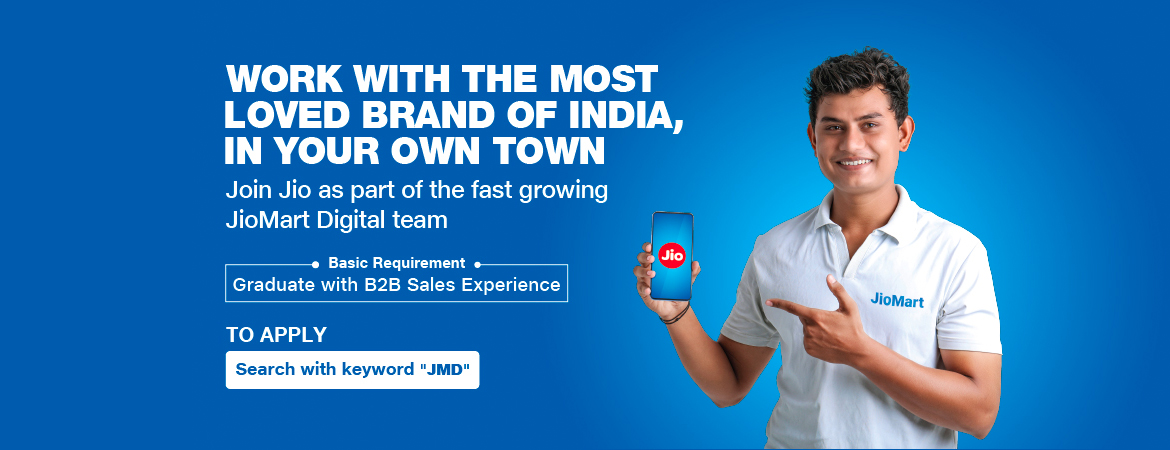 WORK WITH THE MOST
LOVED BRAND OF INDIA,
IN YOUR OWN TOWN
Join Jio as part of the fast growing
JioMart Digital team
Basic Requirement
Graduate with B2B Sales Experience
TO APPLY
Search with keyword "JMD"
Jio
JioMart